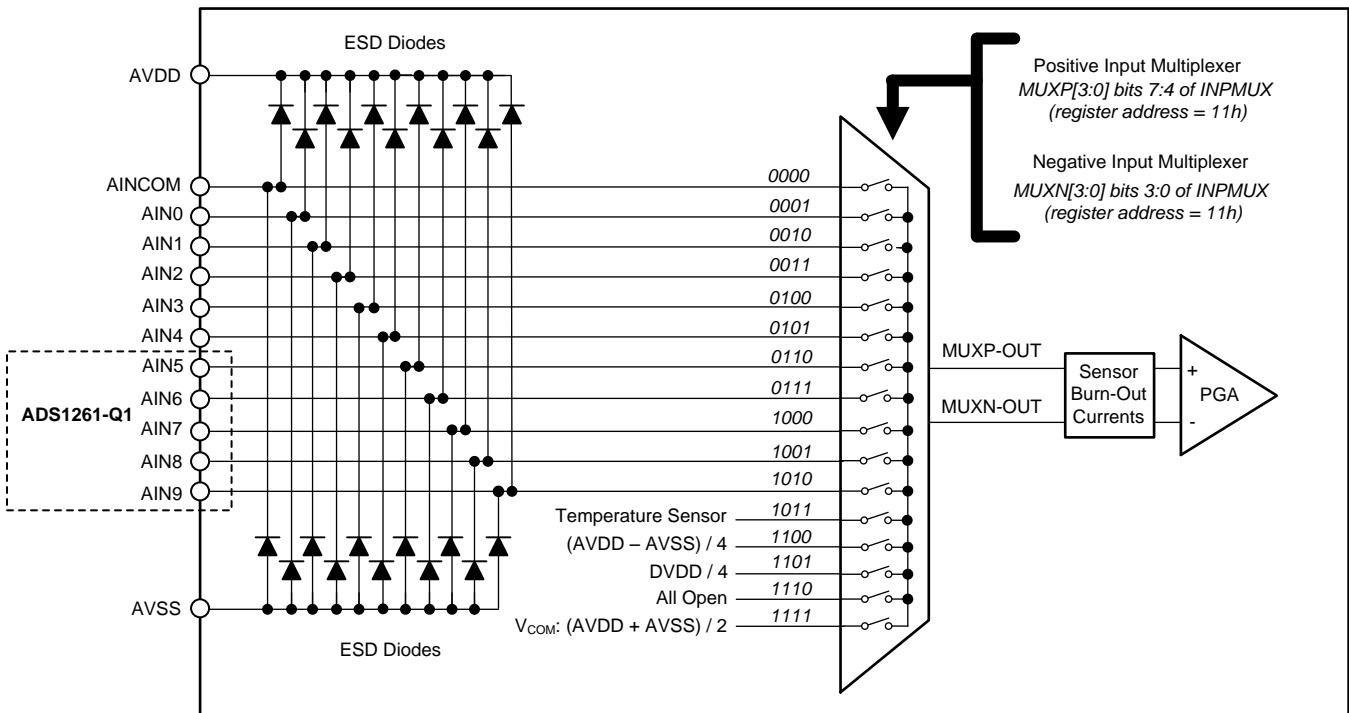 ESD Diodes
AVDD
Positive Input Multiplexer
MUXP[3:0] bits 7:4 of INPMUX
(register address = 11h)
Negative Input Multiplexer
MUXN[3:0] bits 3:0 of INPMUX
(register address = 11h)
AINCOM
0000
AIN0
0001
AIN1
0010
AIN2
0011
AIN3
0100
AIN4
0101
AIN5
0110
AIN6
0111
AIN7
1000
AIN8
1001
AIN9
1010
ADS1261-Q1
MUXP-OUT
MUXN-OUT
Sensor
Burn-Out
Currents
+
PGA
-
Temperature Sensor
1011
(AVDD – AVSS) / 4
1100
DVDD / 4
1101
All Open
1110
VCOM: (AVDD + AVSS) / 2
1111
AVSS
ESD Diodes